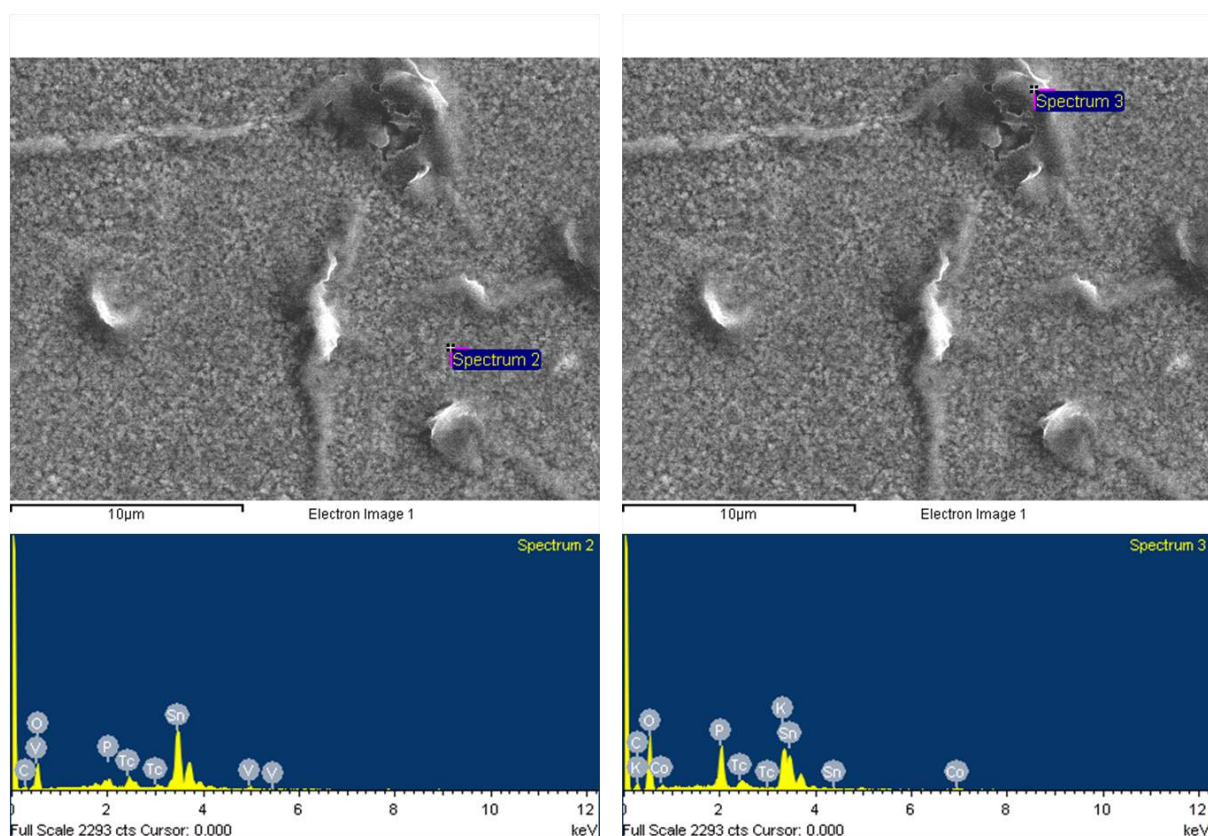 Spectrum 2
10µm
Electron Image 1
Spectrum 2
O
V
C
P
Tc
Tc
Sn
V
V
0 2 4 6 8 10 12
Full Scale 2293 cts Cursor: 0.000 keV
Spectrum 3
10µm
Electron Image 1
Spectrum 3
C
K
O
Co
P
Tc
Tc
K
Sn
Sn
Co
0 2 4 6 8 10 12
Full Scale 2293 cts Cursor: 0.000 keV